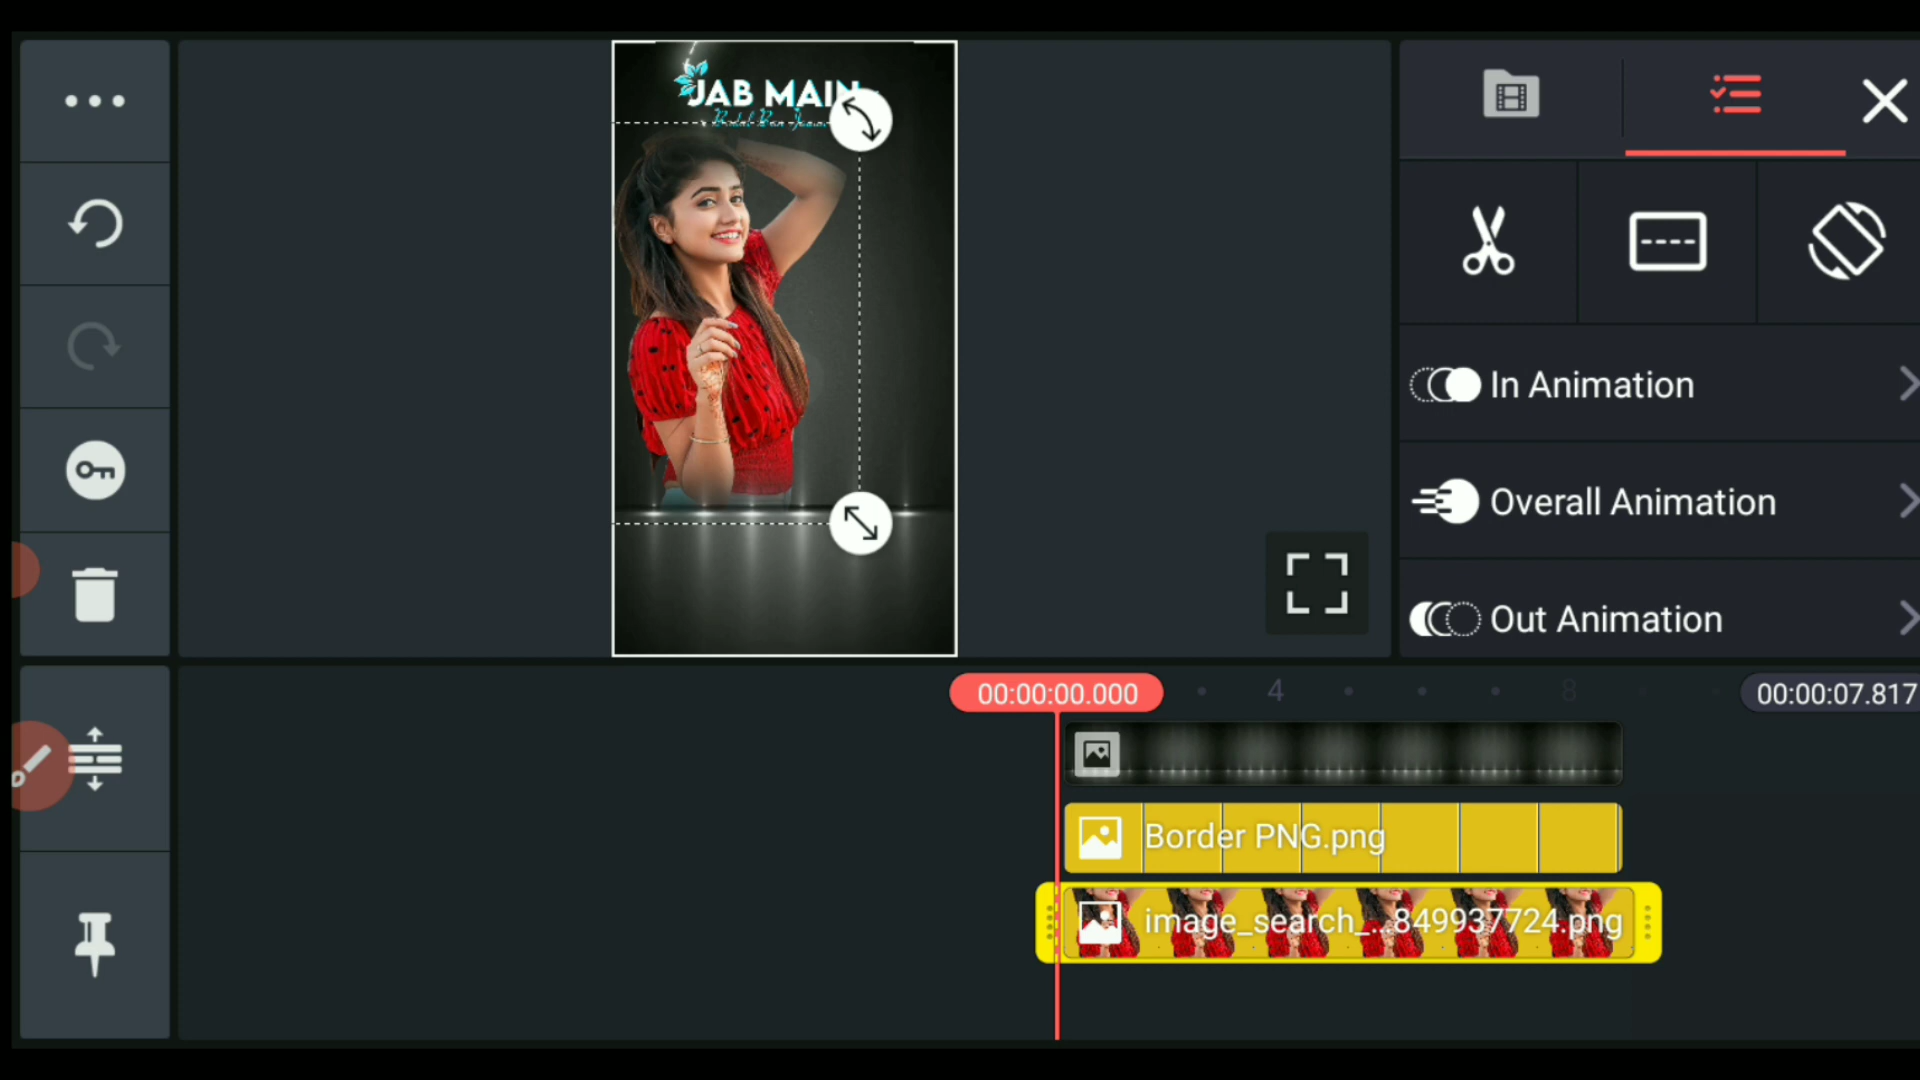 JAB MAIN
In Animation
Overall Animation
Out Animation
00:00:00.000
4
8
00:00:07.817
Border PNG.png
image_search_...849937724.png